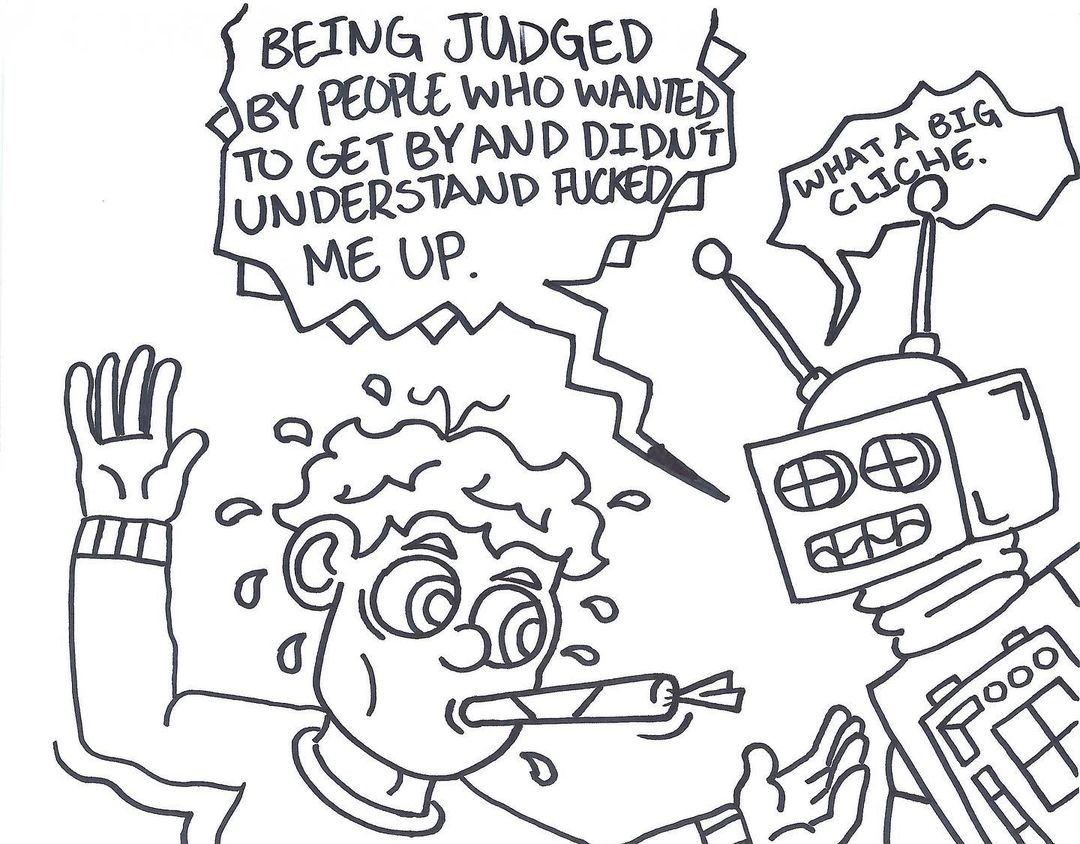 BEING JUDGED
BY PEOPLE WHO WANTED
TO GET BY AND DIDN'T
UNDERSTAND FUCKED
ME UP.
WHAT A BIG
CLICHE.